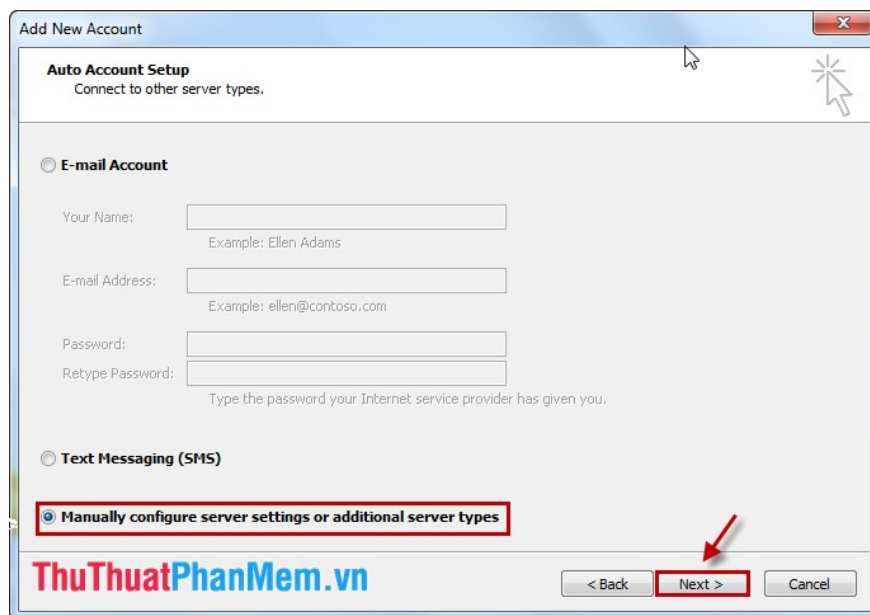 Add New Account
Auto Account Setup
Connect to other server types.
E-mail Account
Your Name:
Example: Ellen Adams
E-mail Address:
Example: ellen@contoso.com
Password:
Retype Password:
Type the password your Internet service provider has given you.
Text Messaging (SMS)
Manually configure server settings or additional server types
ThuThuatPhanMem.vn
< Back Next > Cancel